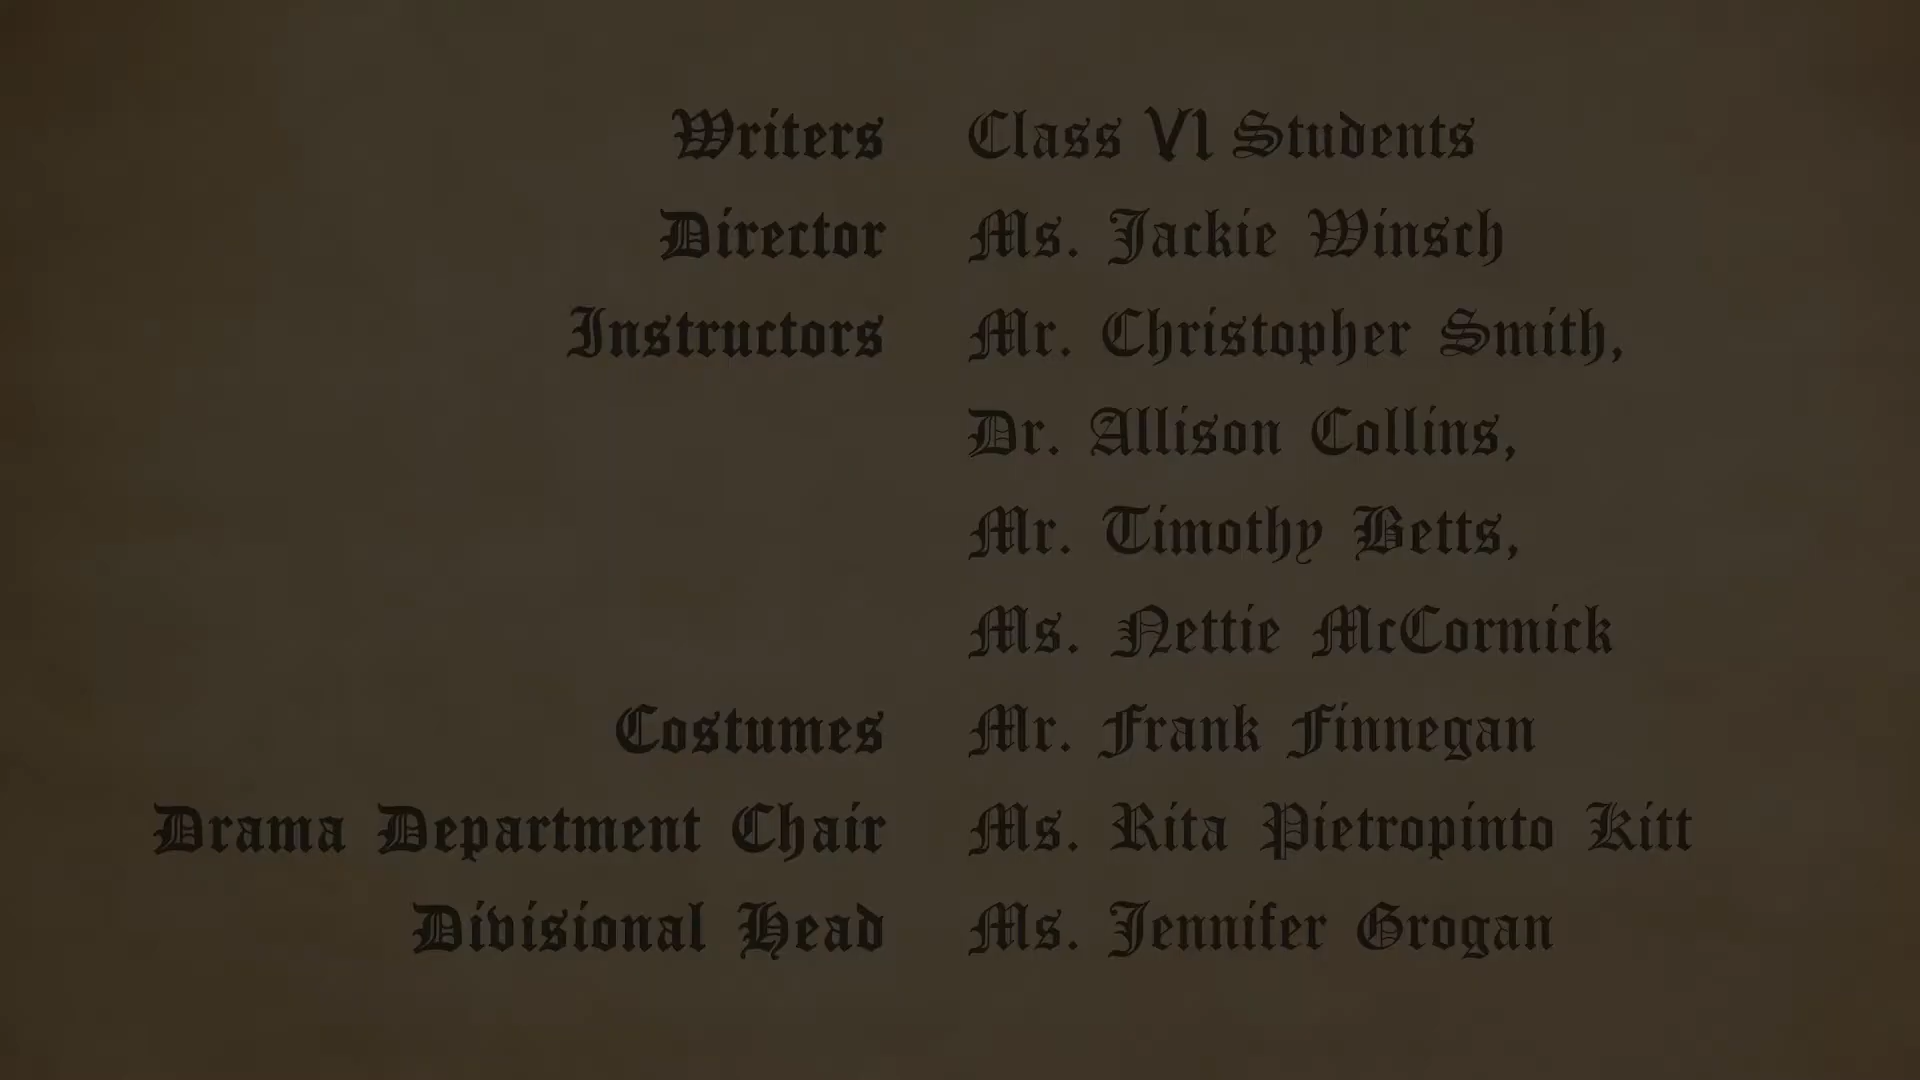 Writers Class VI Students
Director Ms. Jackie Winsch
Instructors Mr. Christopher Smith,
Dr. Allison Collins,
Mr. Timothy Betts,
Ms. Nettie McCormick
Costumes Mr. Frank Finnegan
Drama Department Chair Ms. Rita Pietropinto Kitt
Divisional Head Ms. Jennifer Grogan